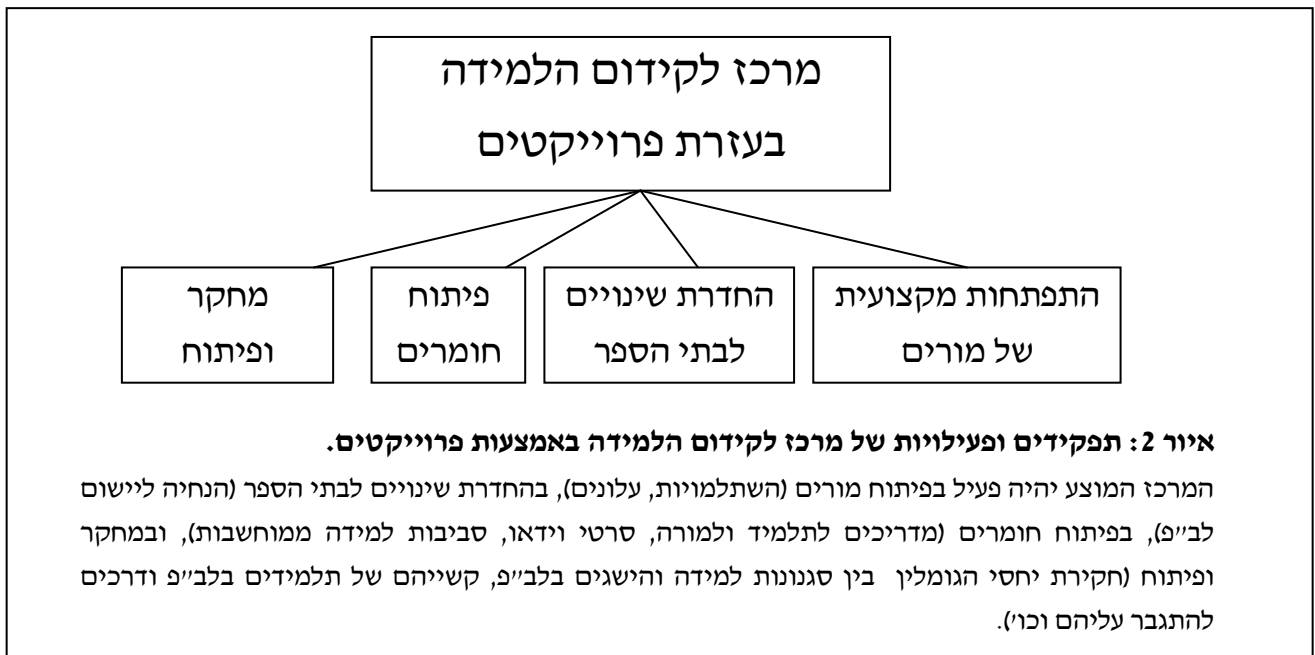 מרכז לקידום הלמידה
בעזרת פרוייקטים
התפתחות מקצועית
של מורים
החדרת שינויים
לבתי הספר
פיתוח
חומרים
מחקר
ופיתוח
איור 2: תפקידים ופעילויות של מרכז לקידום הלמידה באמצעות פרוייקטים.
המרכז המוצע יהיה פעיל בפיתוח מורים (השתלמויות, עלונים), בהחדרת שינויים לבתי הספר (הנחיה ליישום
לב״פ), בפיתוח חומרים (מדריכים לתלמיד ולמורה, סרטי וידאו, סביבות למידה ממוחשבות), ובמחקר
ופיתוח (חקירת יחסי הגומלין בין סגנונות למידה והישגים בלב״פ, קשייהם של תלמידים בלב״פ ודרכים
להתגבר עליהם וכו׳).